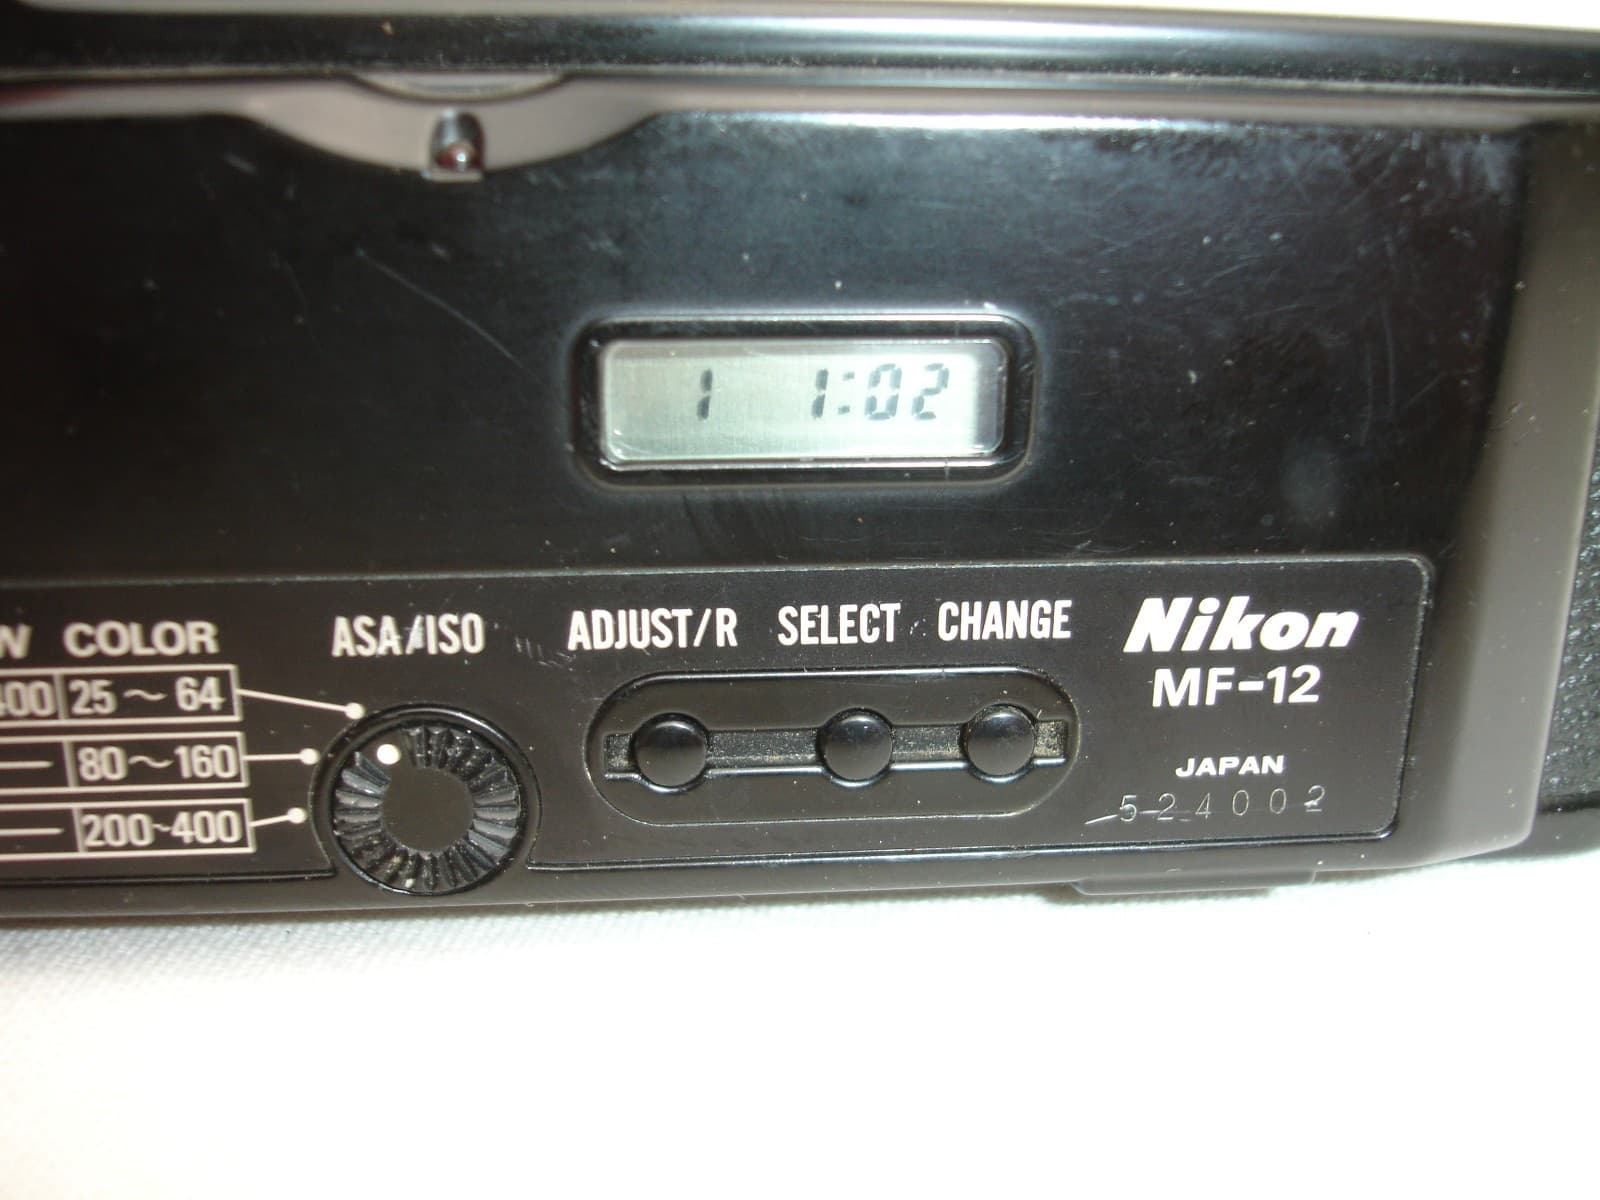 1 1:02
W COLOR
ASA/ISO
ADJUST/R SELECT CHANGE
Nikon
MF-12
400 25~64
80~160
200~400
JAPAN
524002